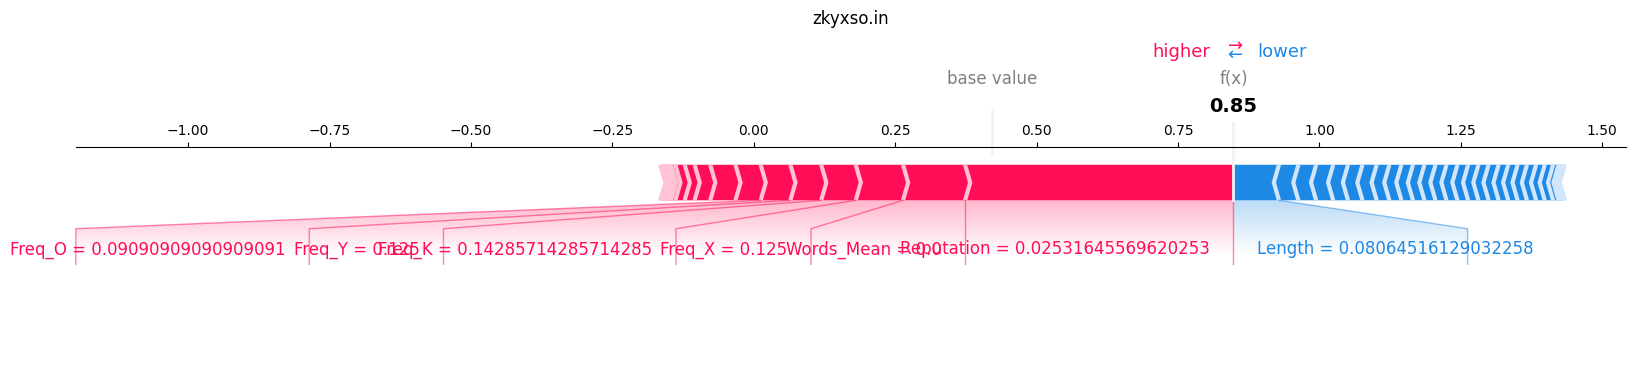 zkyxso.in
higher ⇄ lower
base value f(x)
0.85
−1.00 −0.75 −0.50 −0.25 0.00 0.25 0.50 0.75 1.00 1.25 1.50
Freq_O = 0.09090909090909091 Freq_Y = 0.125 Freq_K = 0.14285714285714285 Freq_X = 0.125 Words_Mean = 0.0 Reputation = 0.02531645569620253 Length = 0.08064516129032258